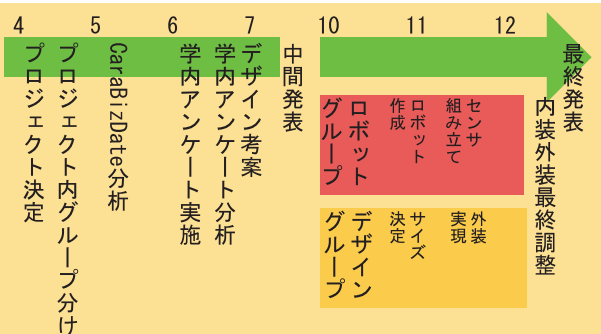 4 5 6 7 10 11 12
プロジェクト決定
プロジェクト内グループ分け
CaraBizDate分析
学内アンケート実施
学内アンケート分析
デザイン考案
中間発表
ロボット
グループ
ロボット
作成
センサ
組み立て
デザイン
グループ
サイズ
決定
外装
実現
内装外装最終調整
最終発表